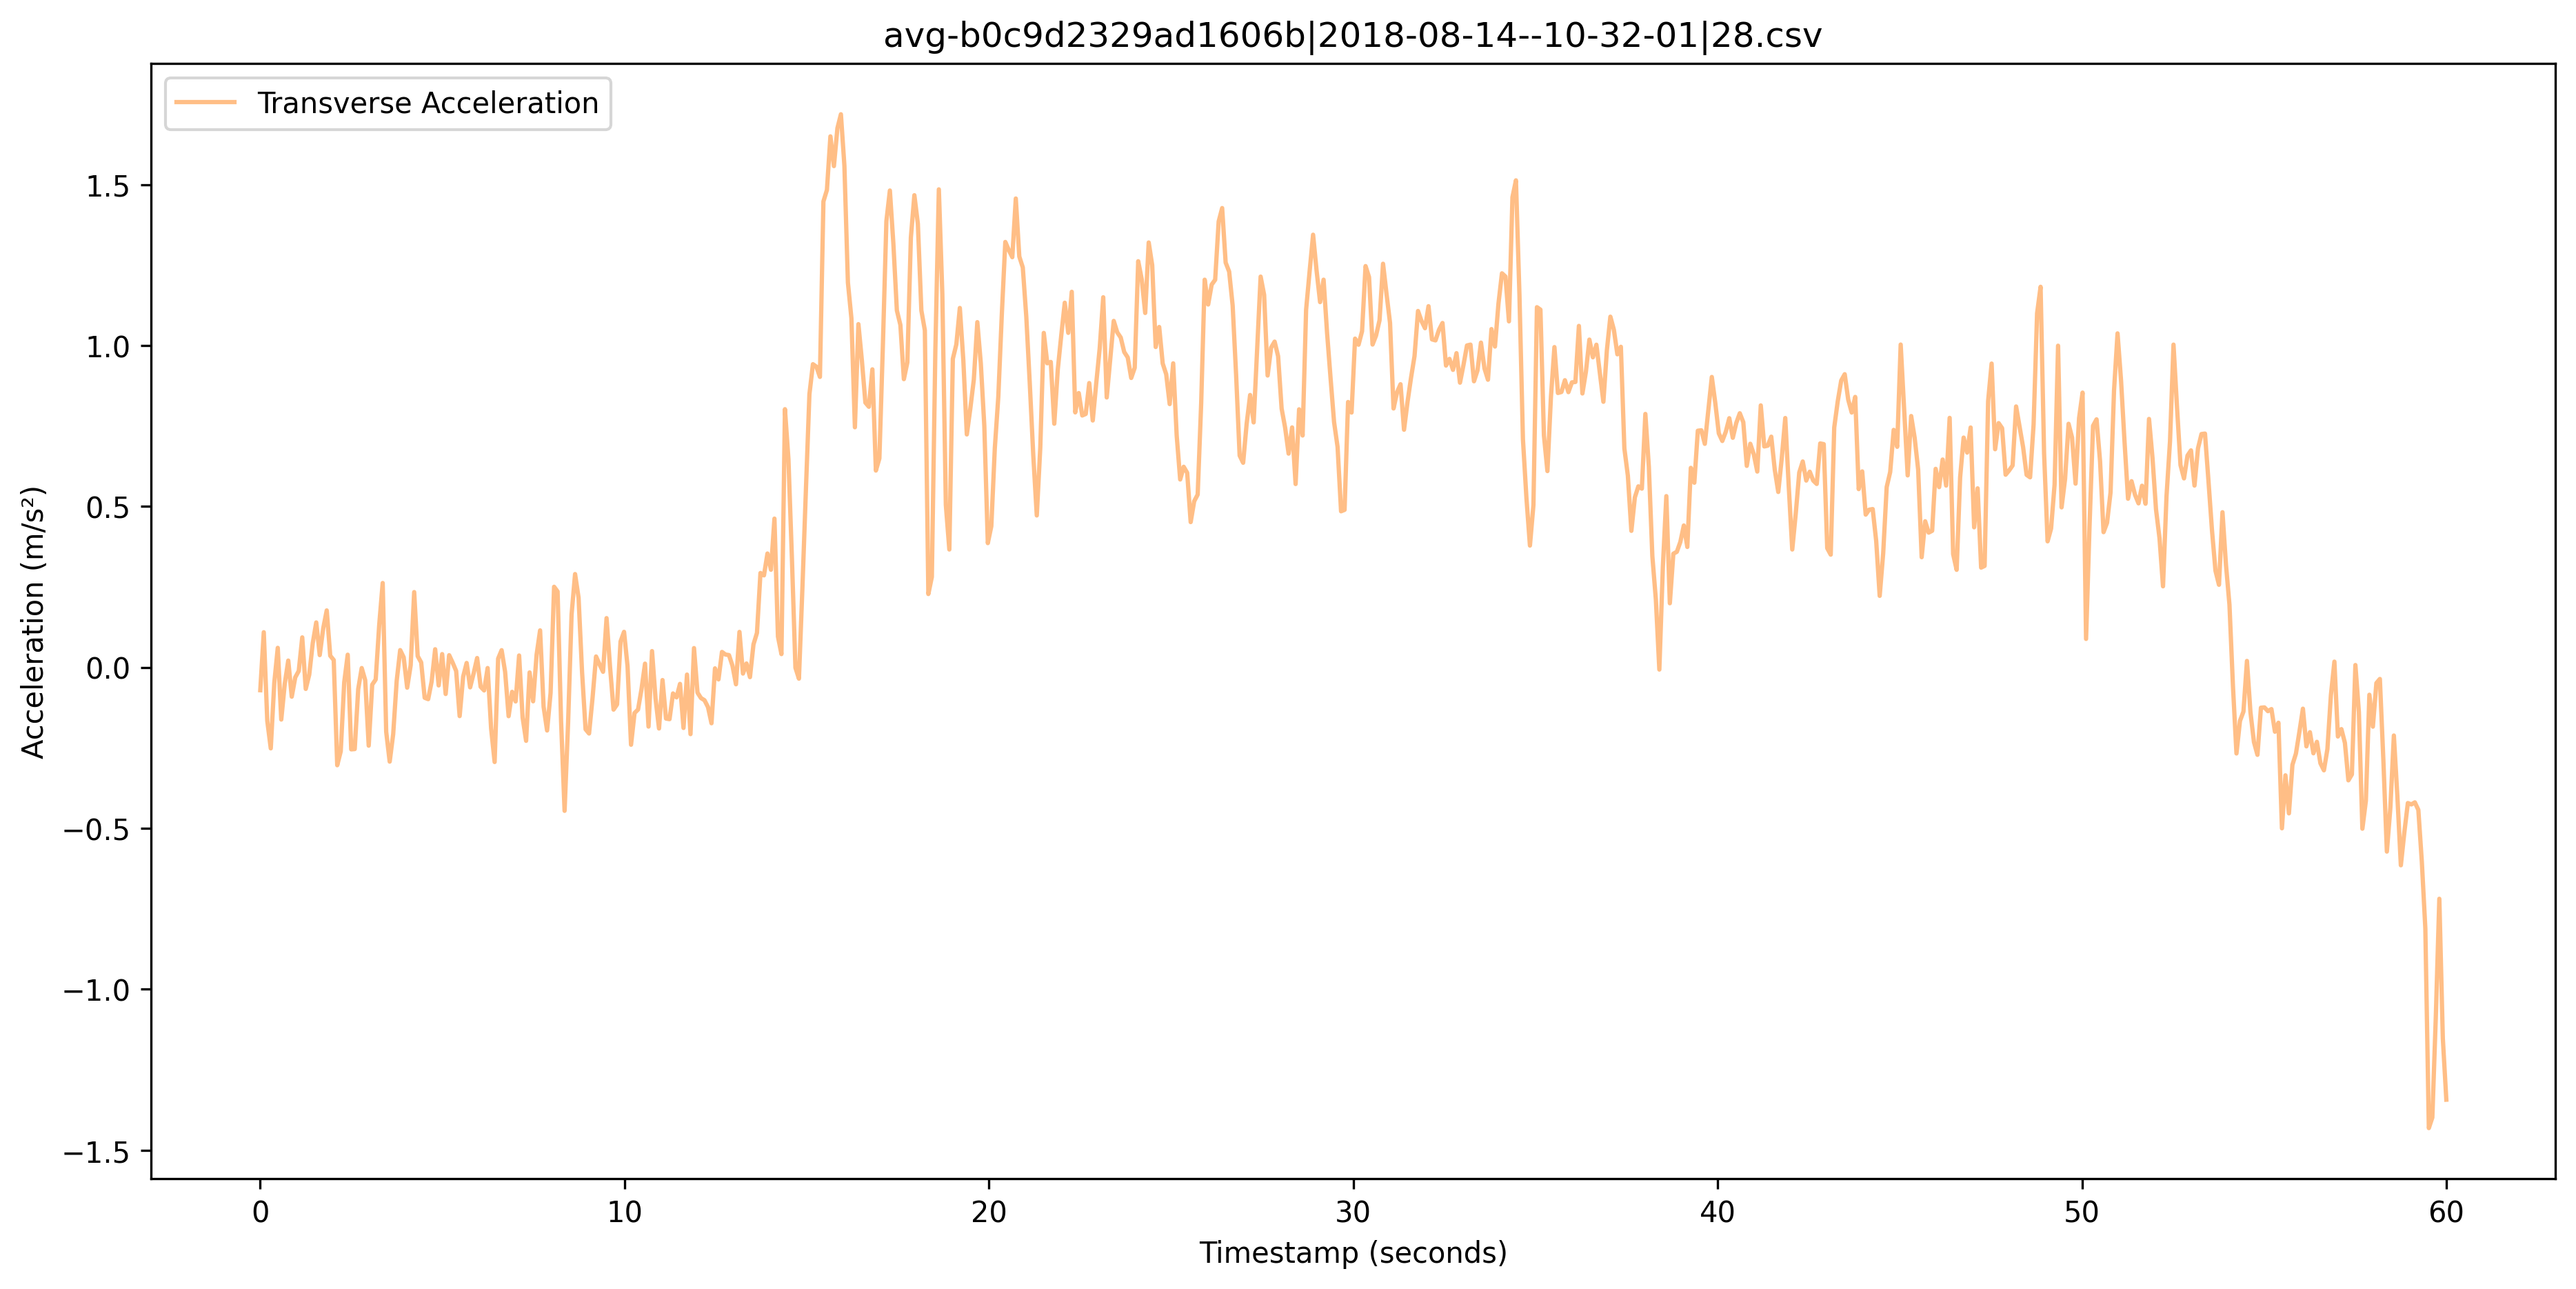 avg-b0c9d2329ad1606b|2018-08-14--10-32-01|28.csv
Transverse Acceleration
Acceleration (m/s²)
1.5
1.0
0.5
0.0
−0.5
−1.0
−1.5
0 10 20 30 40 50 60
Timestamp (seconds)